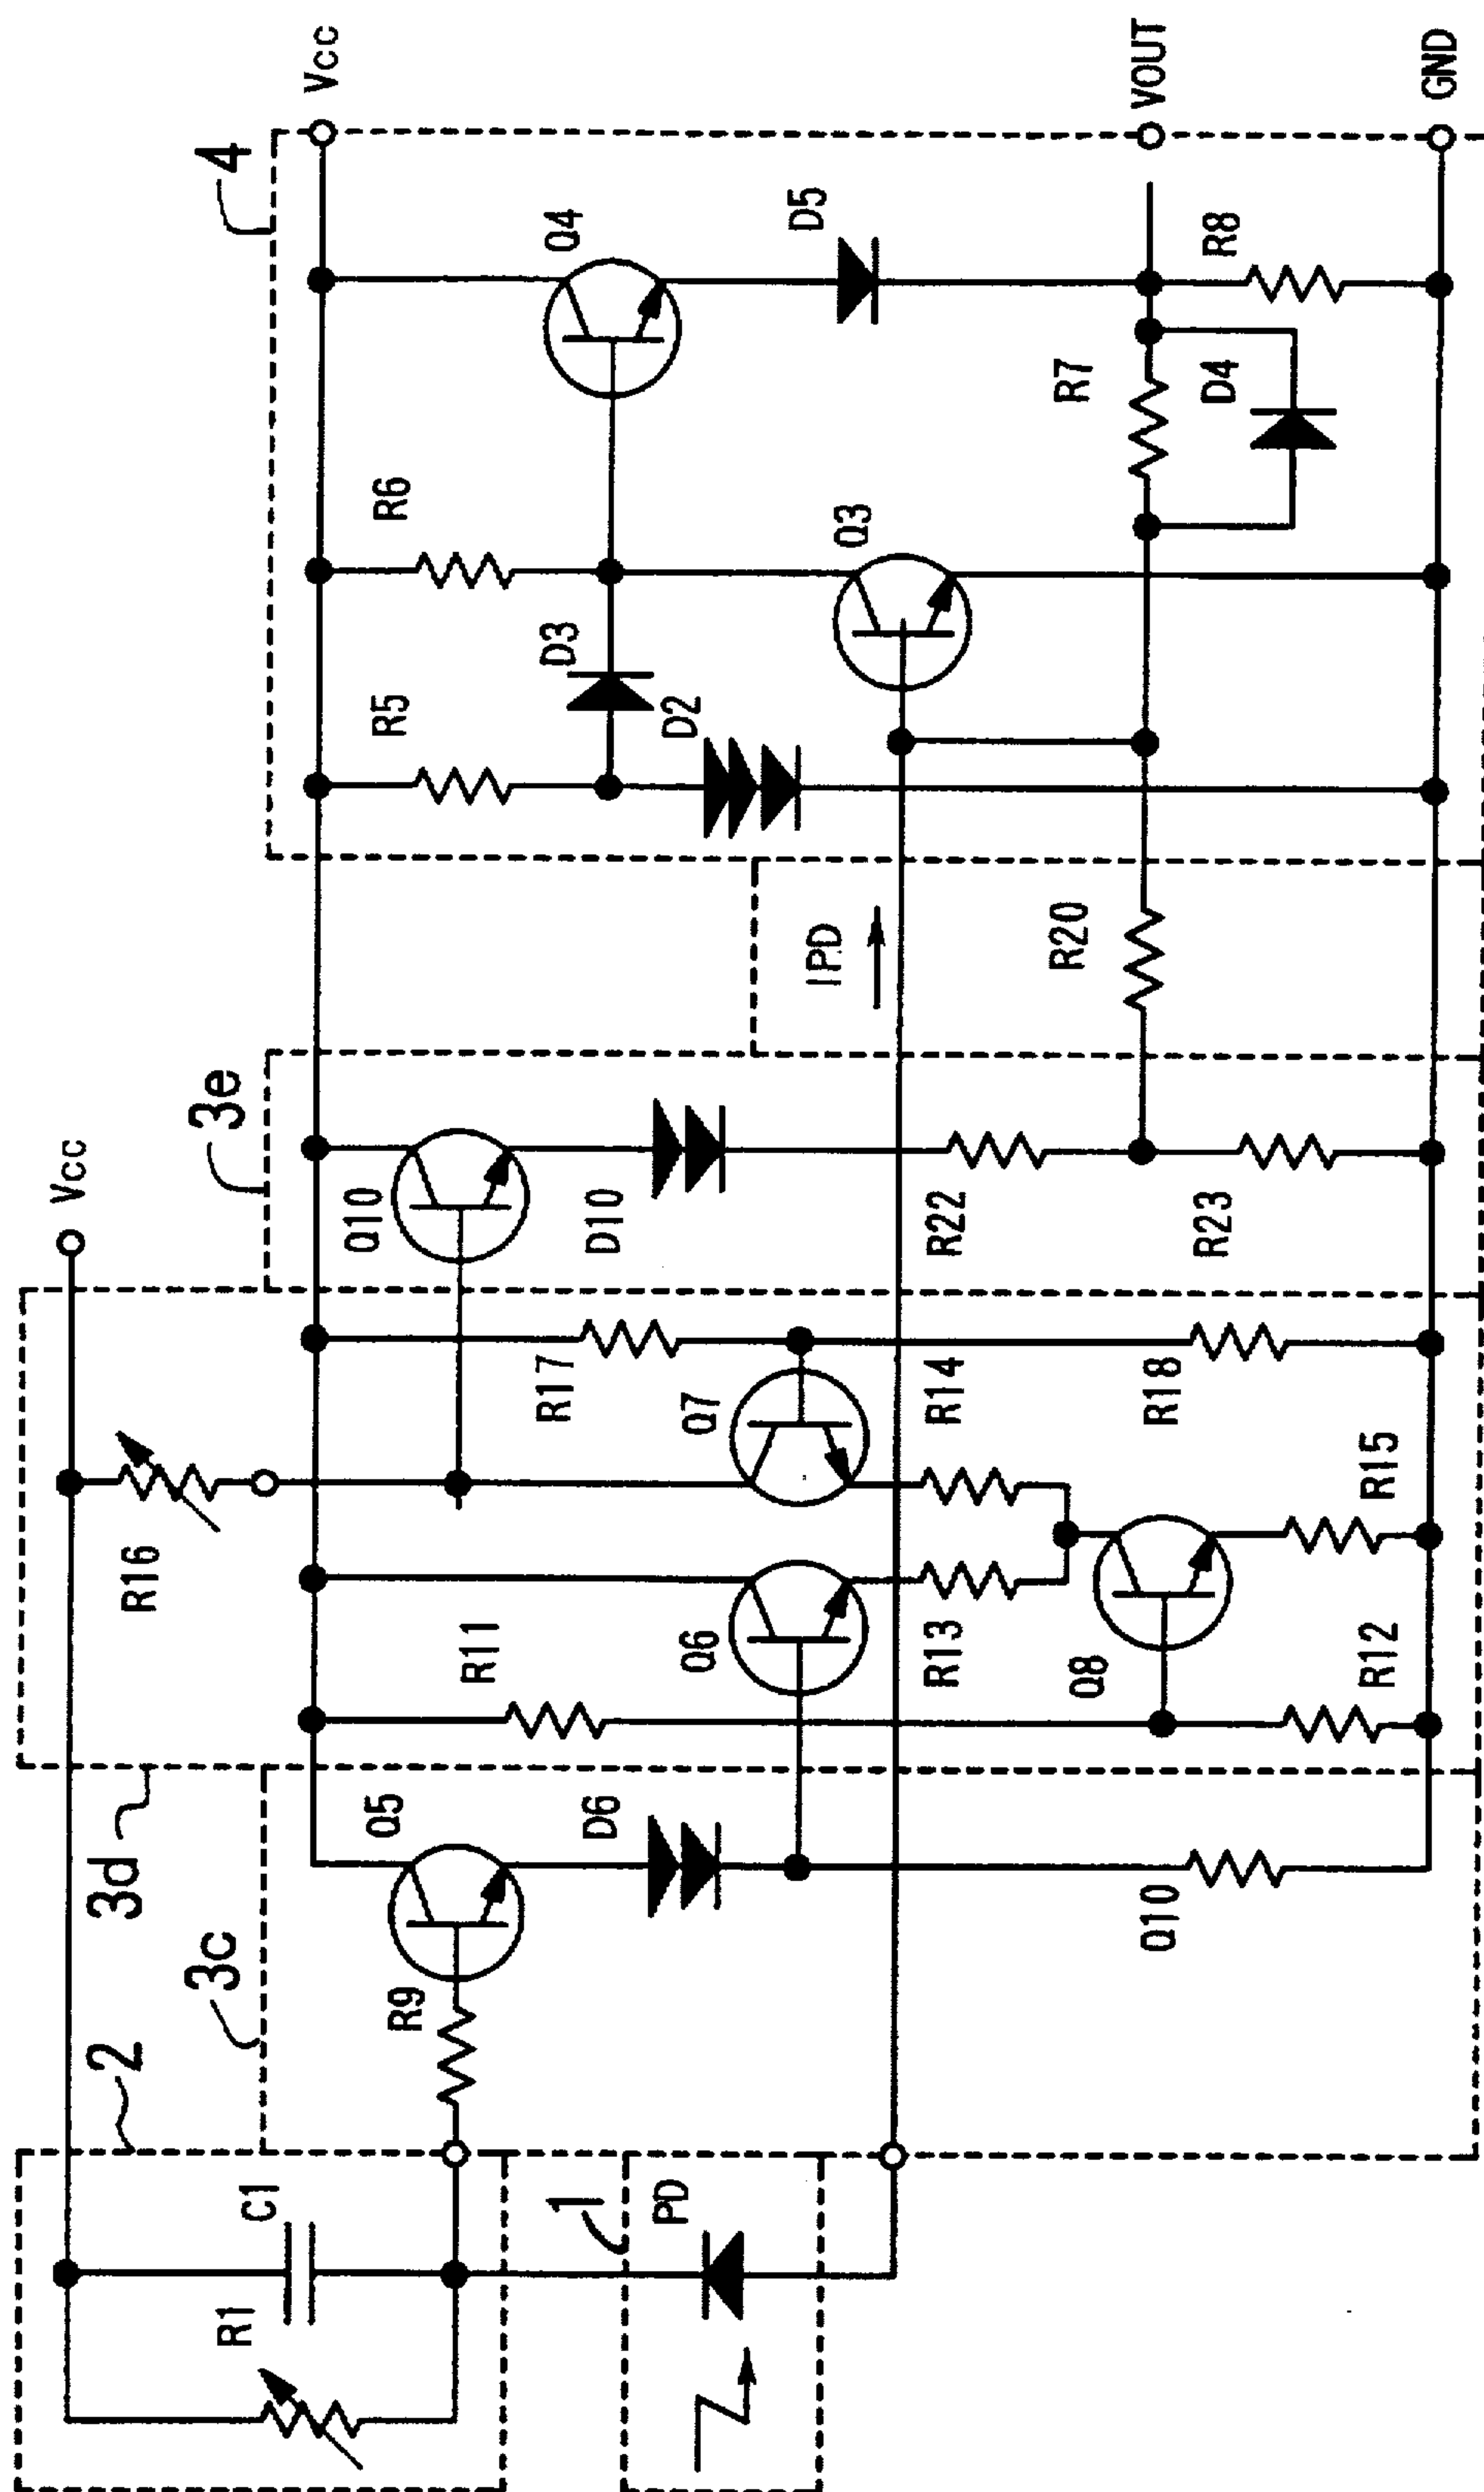 Vcc
VOUT
GND
4
Q4
D5
R8
R7
D4
R6
Q3
D3
R5
D2
IPD
R20
3e
Vcc
Q10
D10
R22
R23
R17
Q7
R14
R18
R16
R15
R11
Q6
R13
Q8
R12
3d
Q5
D6
3c
R9
Q10
2
C1
1
PD
R1